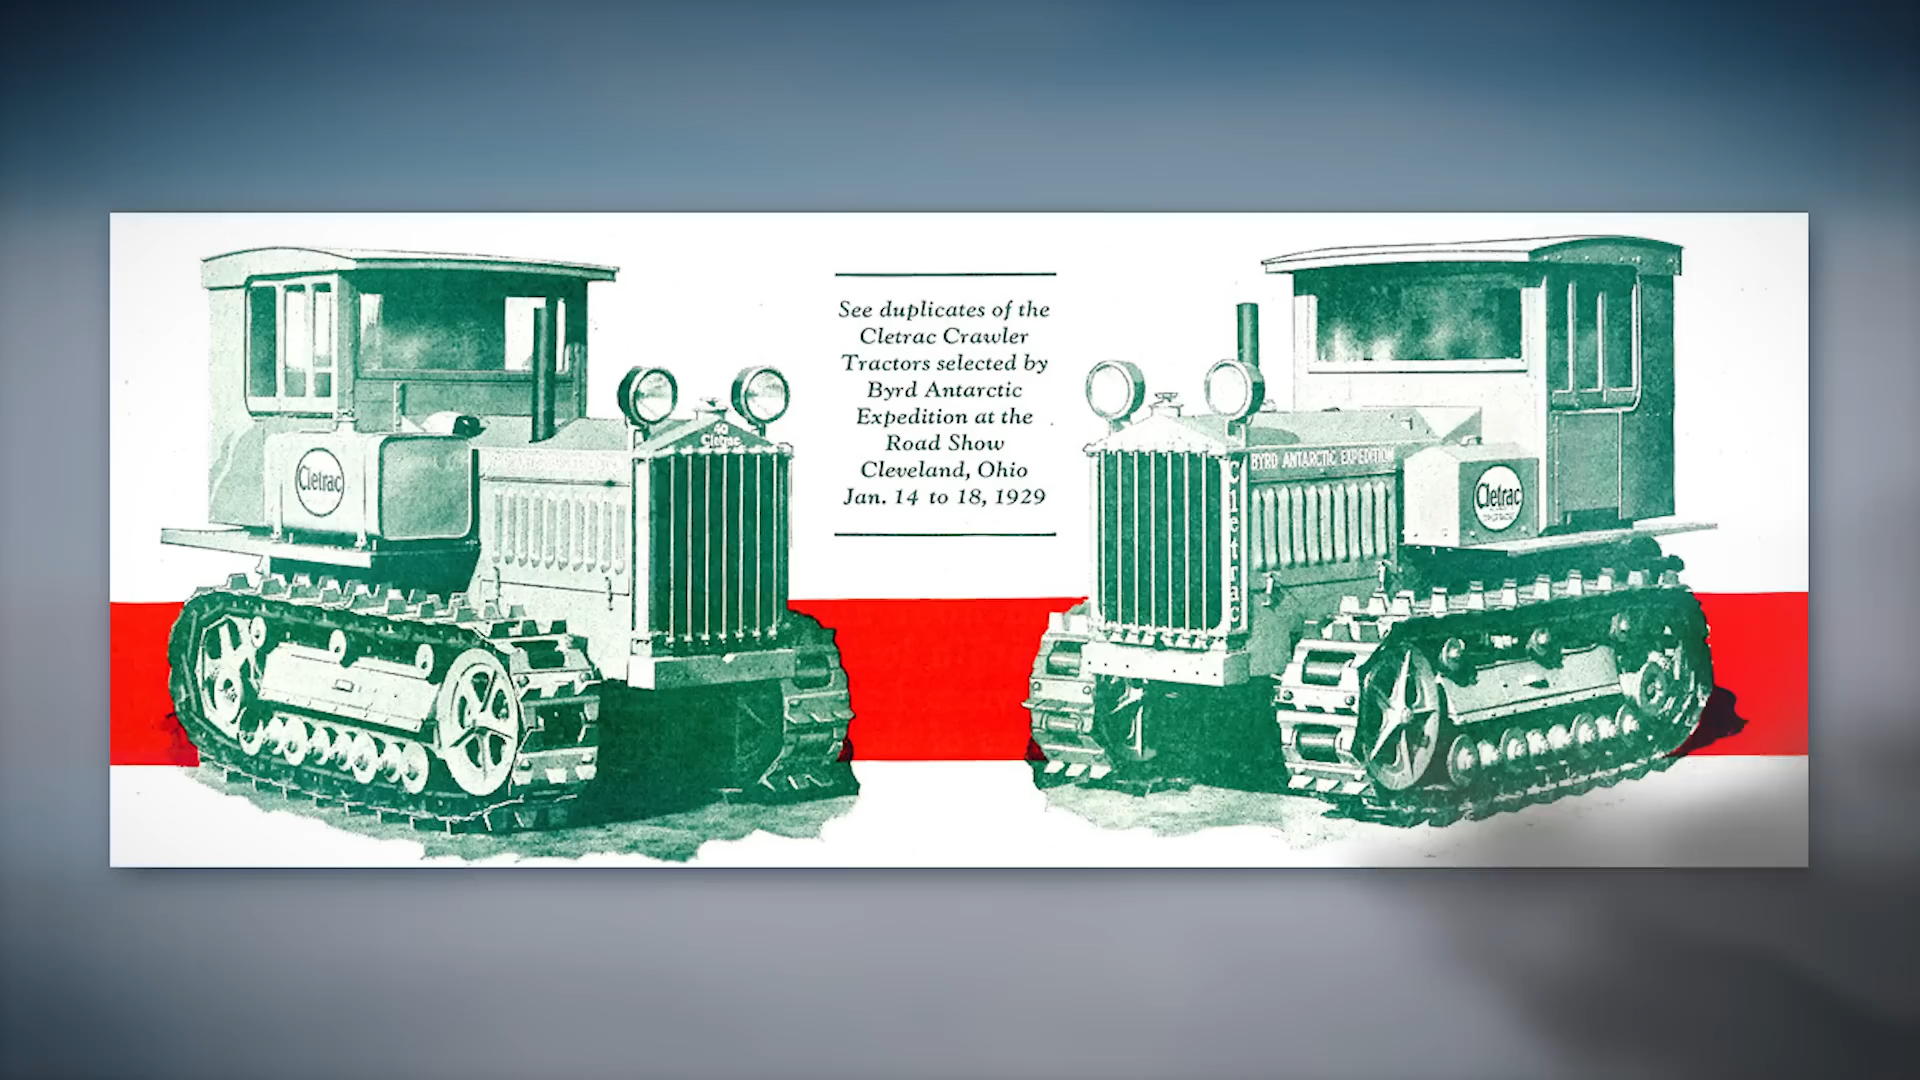 See duplicates of the
Cletrac Crawler
Tractors selected by
Byrd Antarctic
Expedition at the
Road Show
Cleveland, Ohio
Jan. 14 to 18, 1929
Cletrac
40
Cletrac
Cletrac
BYRD ANTARCTIC EXPEDITION
Cletrac